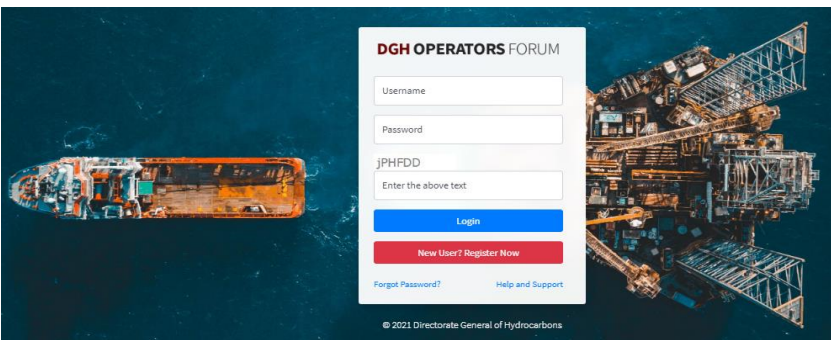 DGH OPERATORS FORUM
Username
Password
jPHFDD
Enter the above text
Login
New User? Register Now
Forgot Password? Help and Support
© 2021 Directorate General of Hydrocarbons